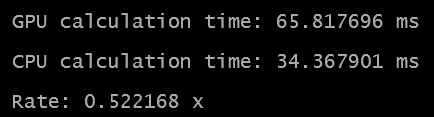 GPU calculation time: 65.817696 ms
CPU calculation time: 34.367901 ms
Rate: 0.522168 x